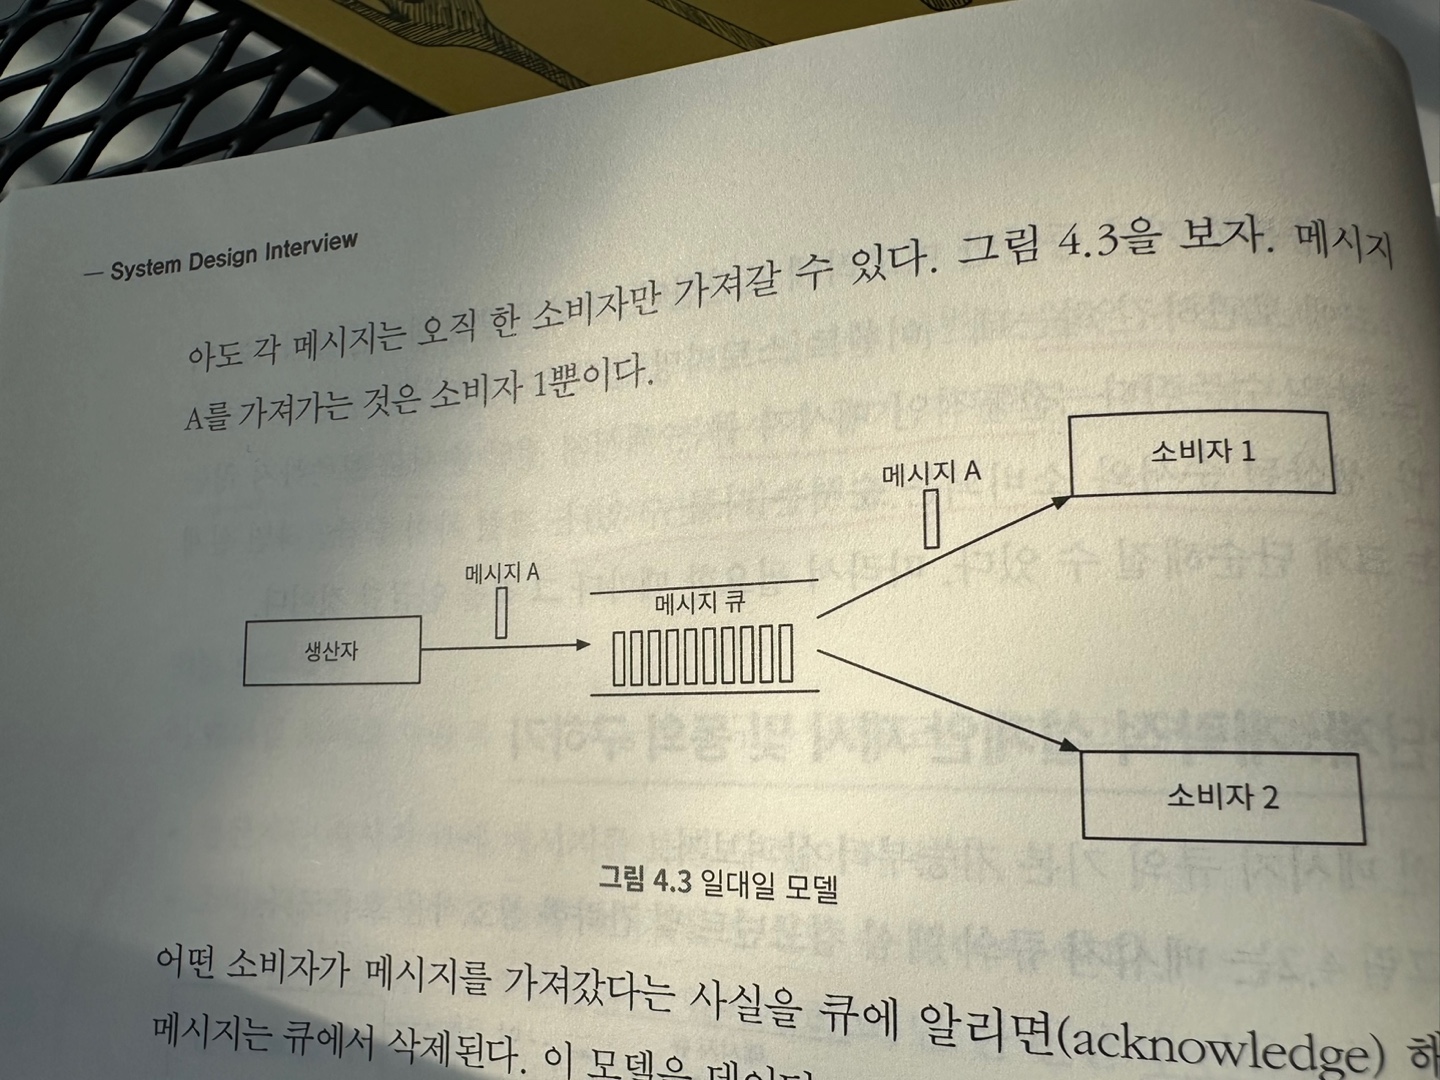 — System Design Interview
아도 각 메시지는 오직 한 소비자만 가져갈 수 있다. 그림 4.3을 보자. 메시지
A를 가져가는 것은 소비자 1뿐이다.
소비자 1
메시지 A
메시지 A
메시지 큐
생산자
소비자 2
그림 4.3 일대일 모델
어떤 소비자가 메시지를 가져갔다는 사실을 큐에 알리면(acknowledge) 해
메시지는 큐에서 삭제된다. 이 모델은 데이터